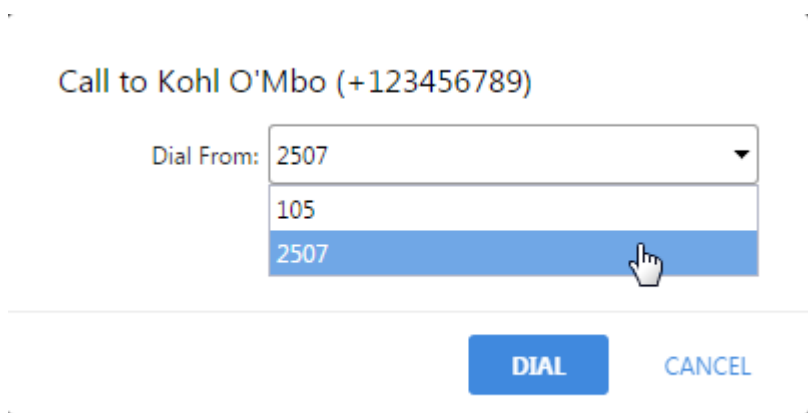 Call to Kohl O'Mbo (+123456789)
Dial From: 2507
105
2507
DIAL CANCEL